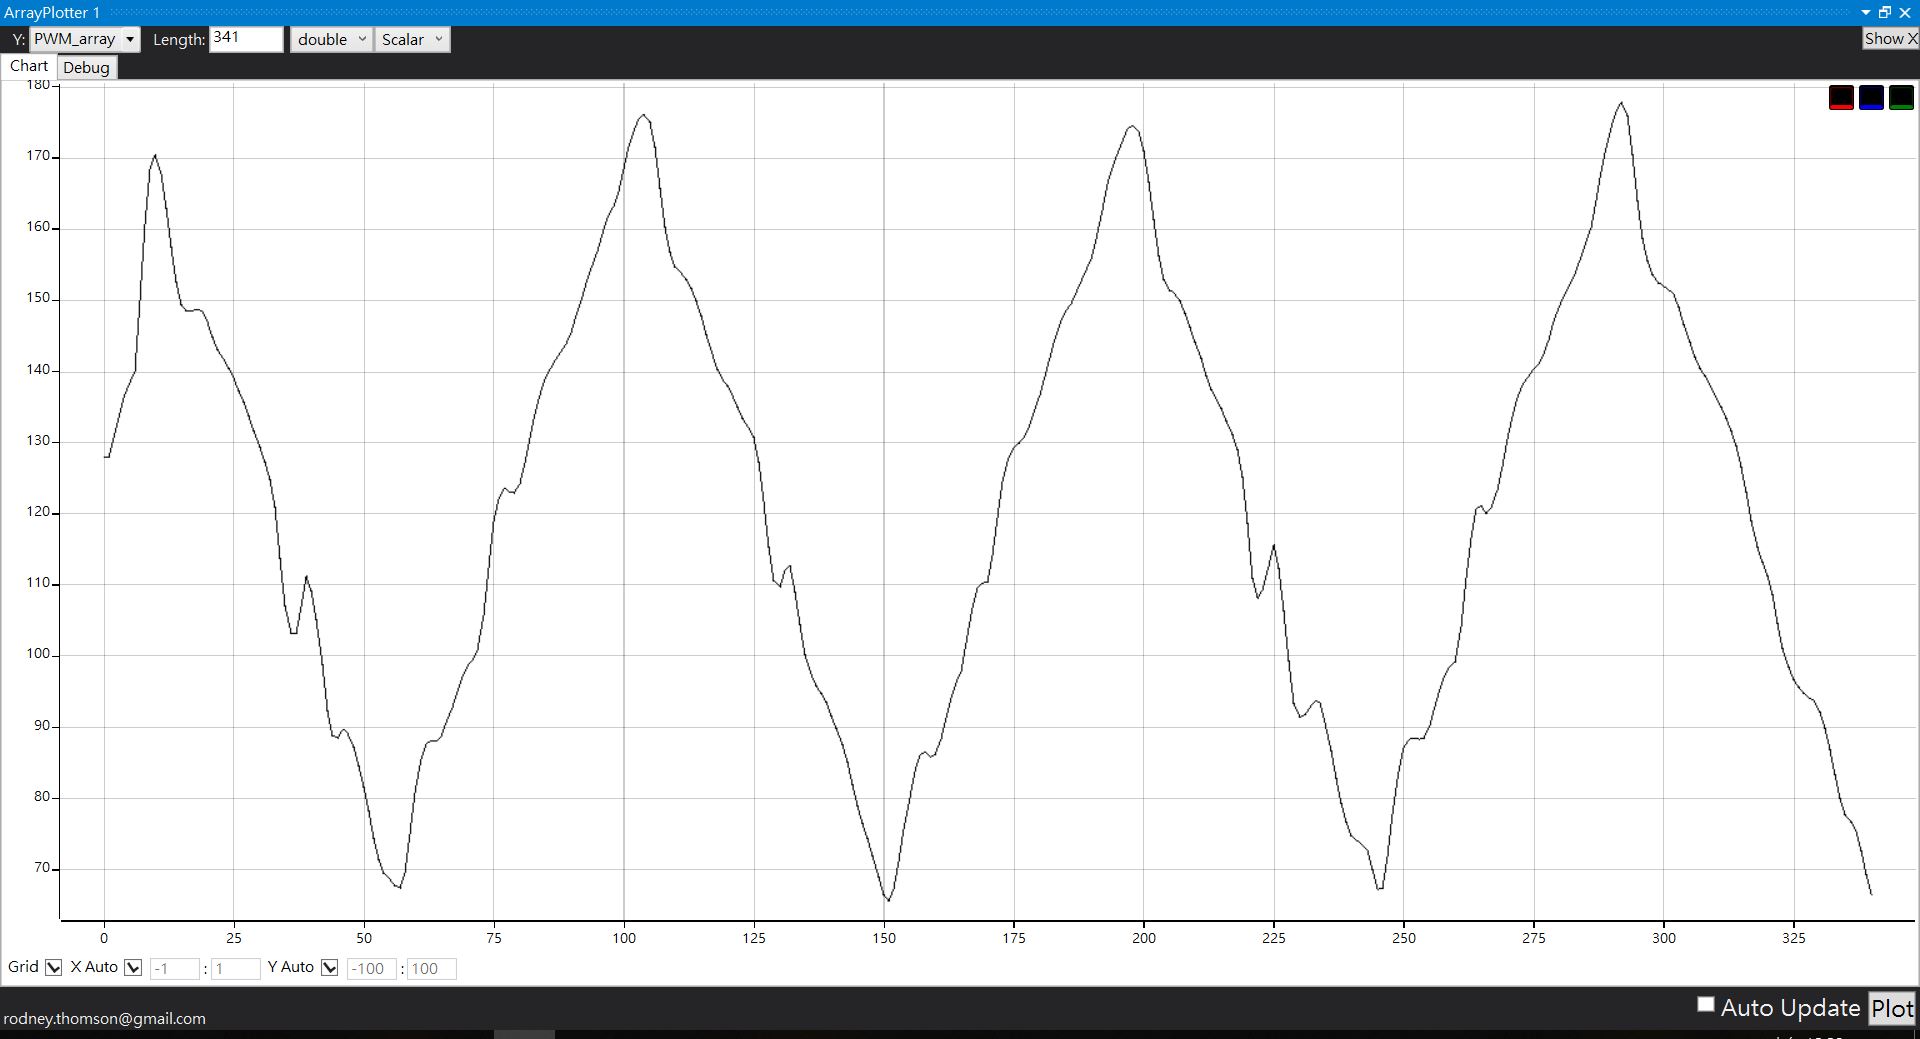 ArrayPlotter 1
Y: PWM_array Length: 341 double Scalar Show X
Chart Debug
180
170
160
150
140
130
120
110
100
90
80
70
0 25 50 75 100 125 150 175 200 225 250 275 300 325
Grid X Auto -1 : 1 Y Auto -100 : 100
Auto Update Plot
rodney.thomson@gmail.com